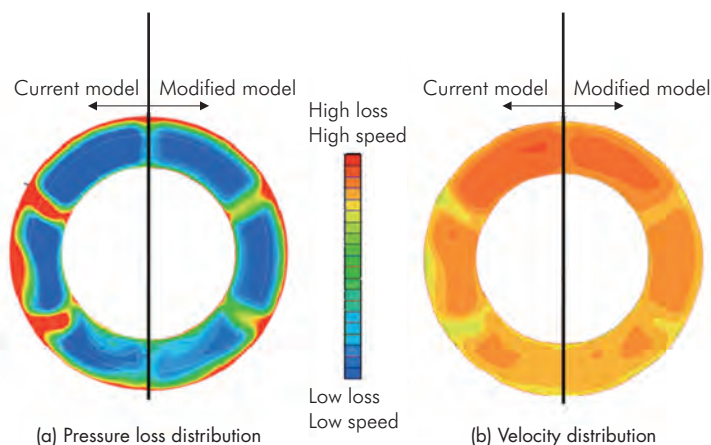 Current model
Modified model
High loss
High speed
Current model
Modified model
Low loss
Low speed
(a) Pressure loss distribution
(b) Velocity distribution